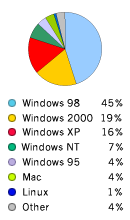 Windows 98 45%
Windows 2000 19%
Windows XP 16%
Windows NT 7%
Windows 95 4%
Mac 4%
Linux 1%
Other 4%